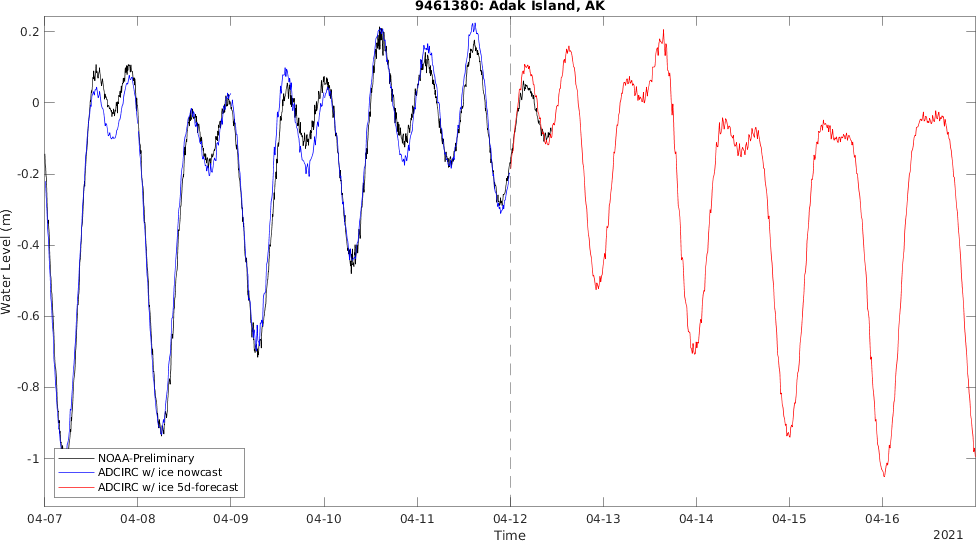 9461380: Adak Island, AK
0.2
0
-0.2
-0.4
-0.6
-0.8
-1
Water Level (m)
NOAA-Preliminary
ADCIRC w/ ice nowcast
ADCIRC w/ ice 5d-forecast
04-07 04-08 04-09 04-10 04-11 04-12 04-13 04-14 04-15 04-16
Time
2021